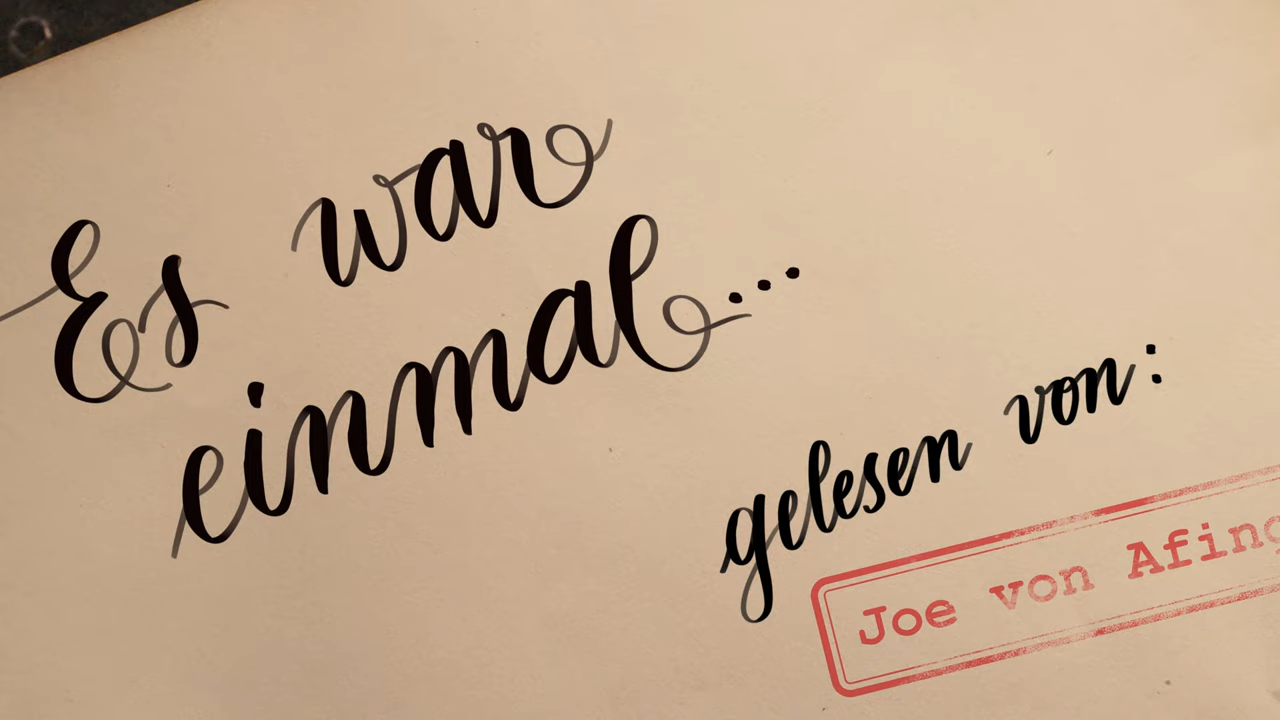 Es war
einmal...
gelesen von:
Joe von Afing